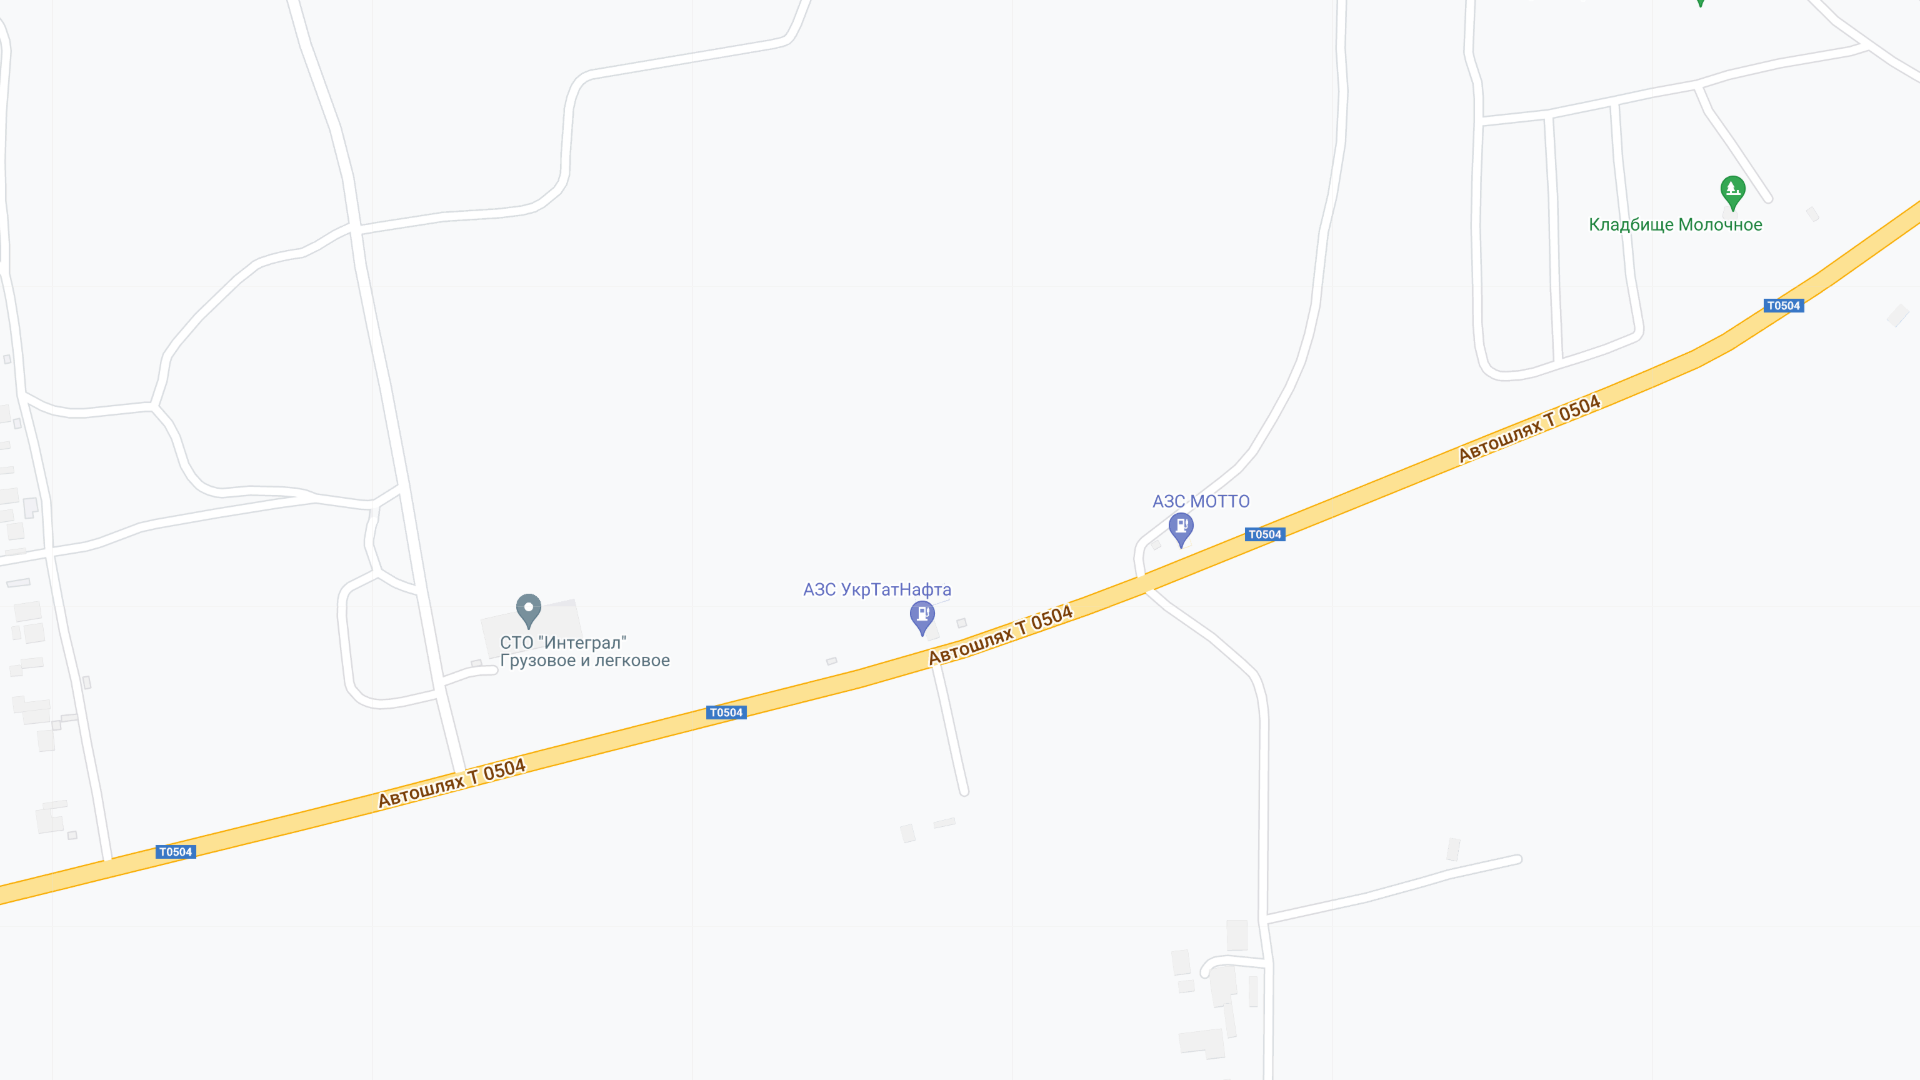 Кладбище Молочное
T0504
Автошлях Т 0504
АЗС МОТТО
T0504
АЗС УкрТатНафта
Автошлях Т 0504
СТО "Интеграл"
Грузовое и легковое
T0504
Автошлях Т 0504
T0504